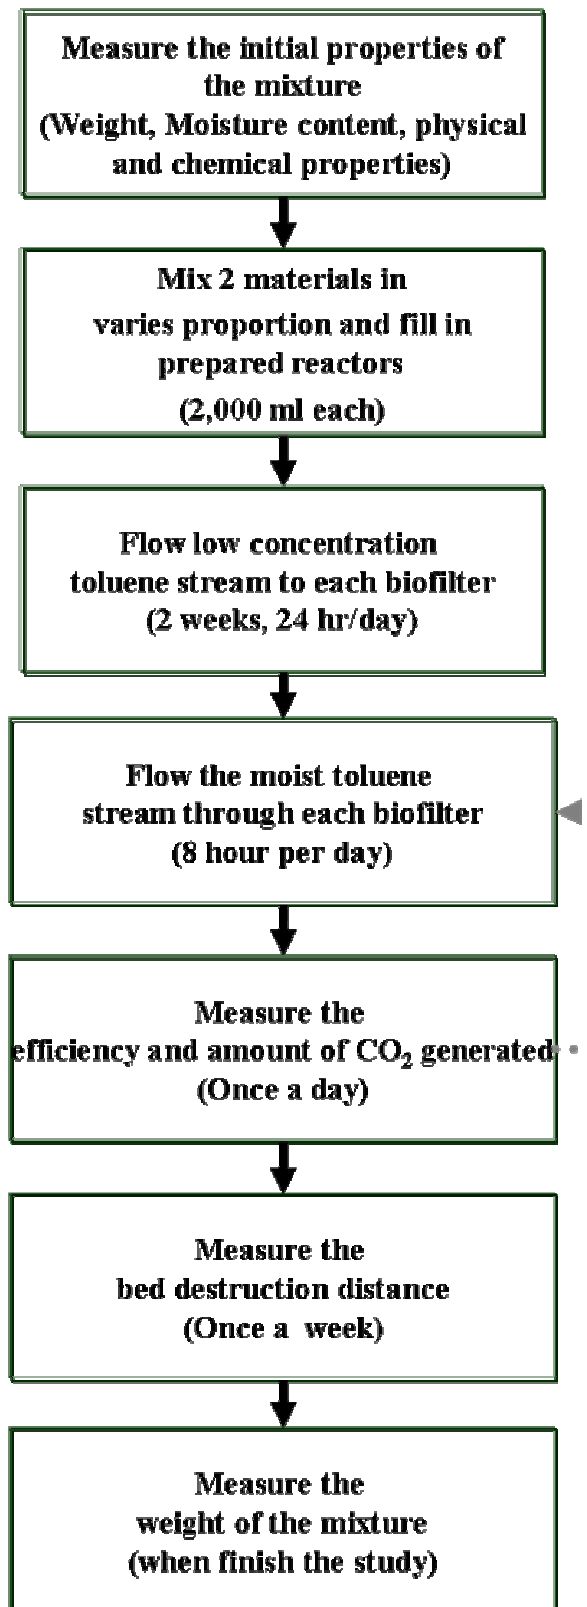 Measure the initial properties of
the mixture
(Weight, Moisture content, physical
and chemical properties)
Mix 2 materials in
varies proportion and fill in
prepared reactors
(2,000 ml each)
Flow low concentration
toluene stream to each biofilter
(2 weeks, 24 hr/day)
Flow the moist toluene
stream through each biofilter
(8 hour per day)
Measure the
efficiency and amount of CO₂ generated
(Once a day)
Measure the
bed destruction distance
(Once a  week)
Measure the
weight of the mixture
(when finish the study)